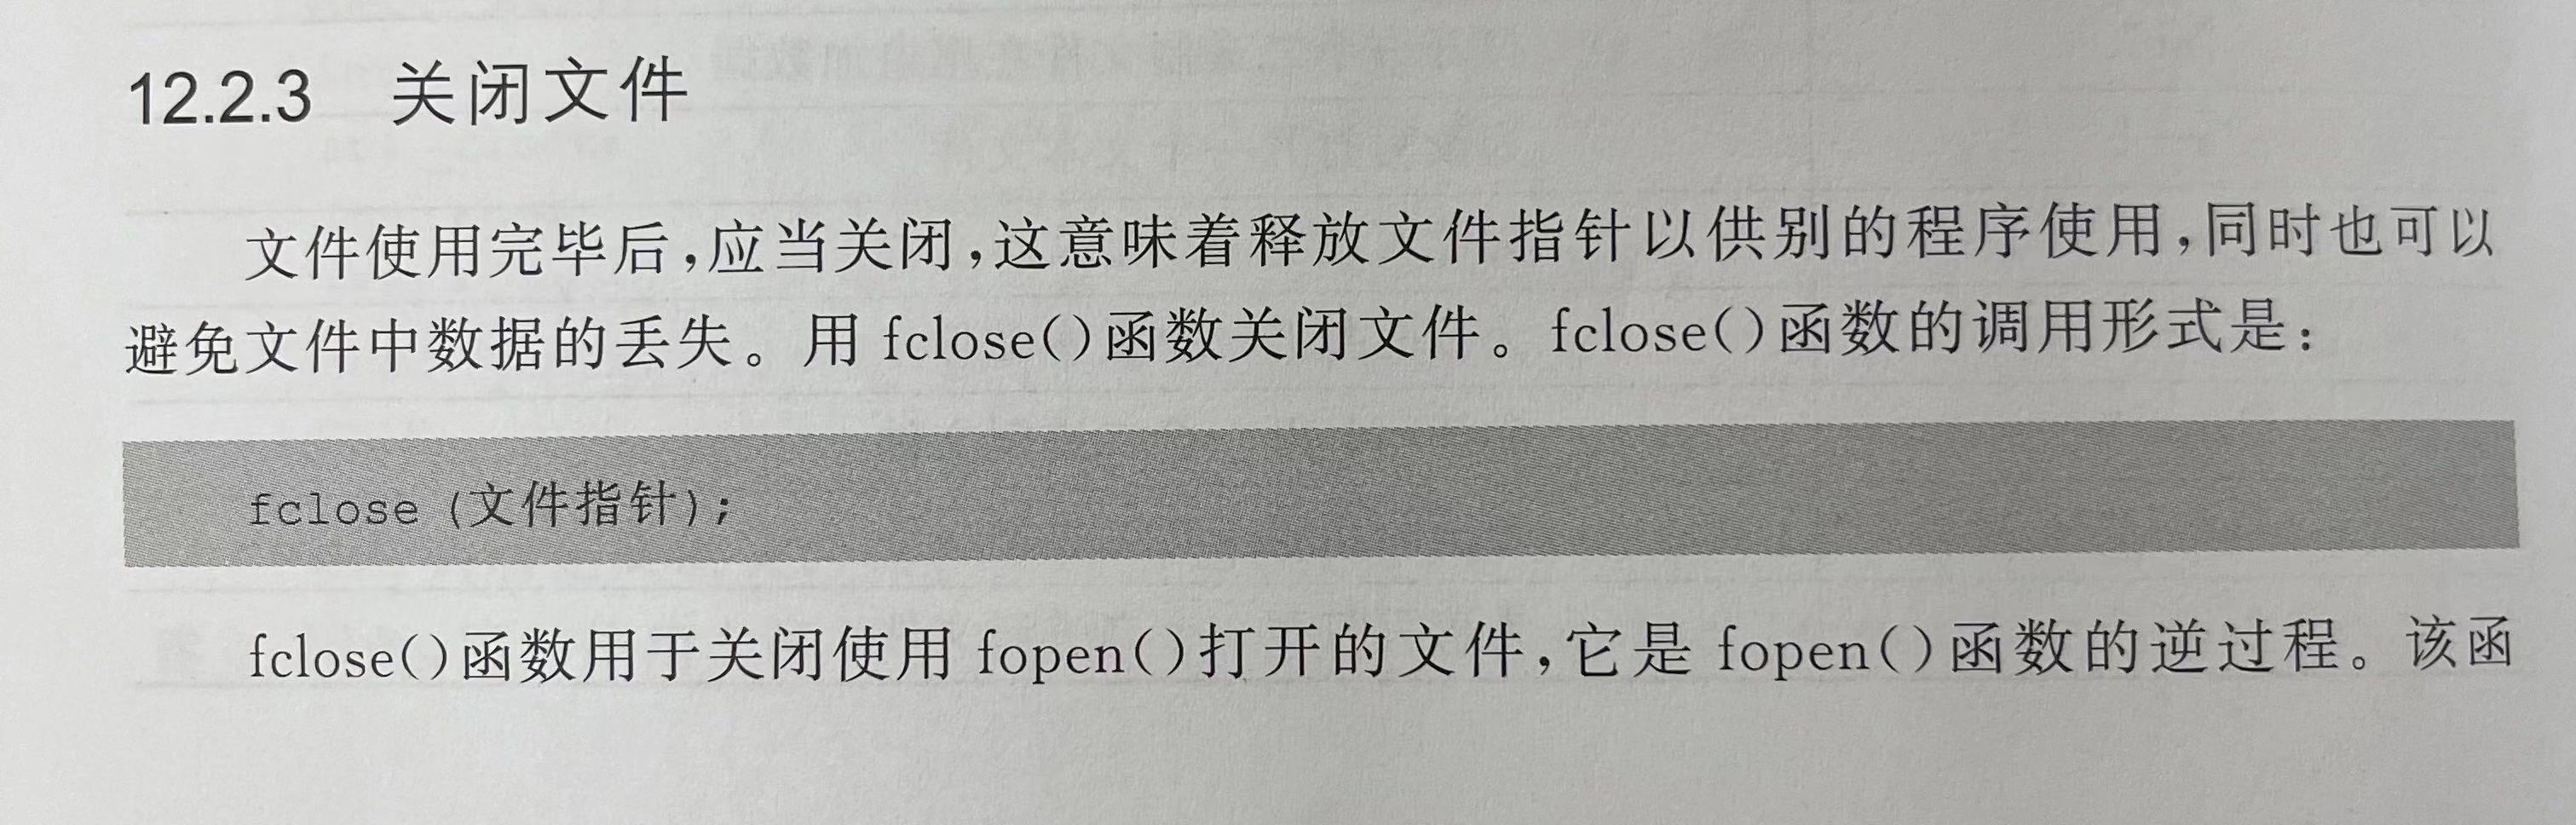 12.2.3 关闭文件
文件使用完毕后,应当关闭,这意味着释放文件指针以供别的程序使用,同时也可以
避免文件中数据的丢失。用 fclose()函数关闭文件。fclose()函数的调用形式是:
fclose (文件指针);
fclose()函数用于关闭使用 fopen()打开的文件,它是 fopen()函数的逆过程。该函